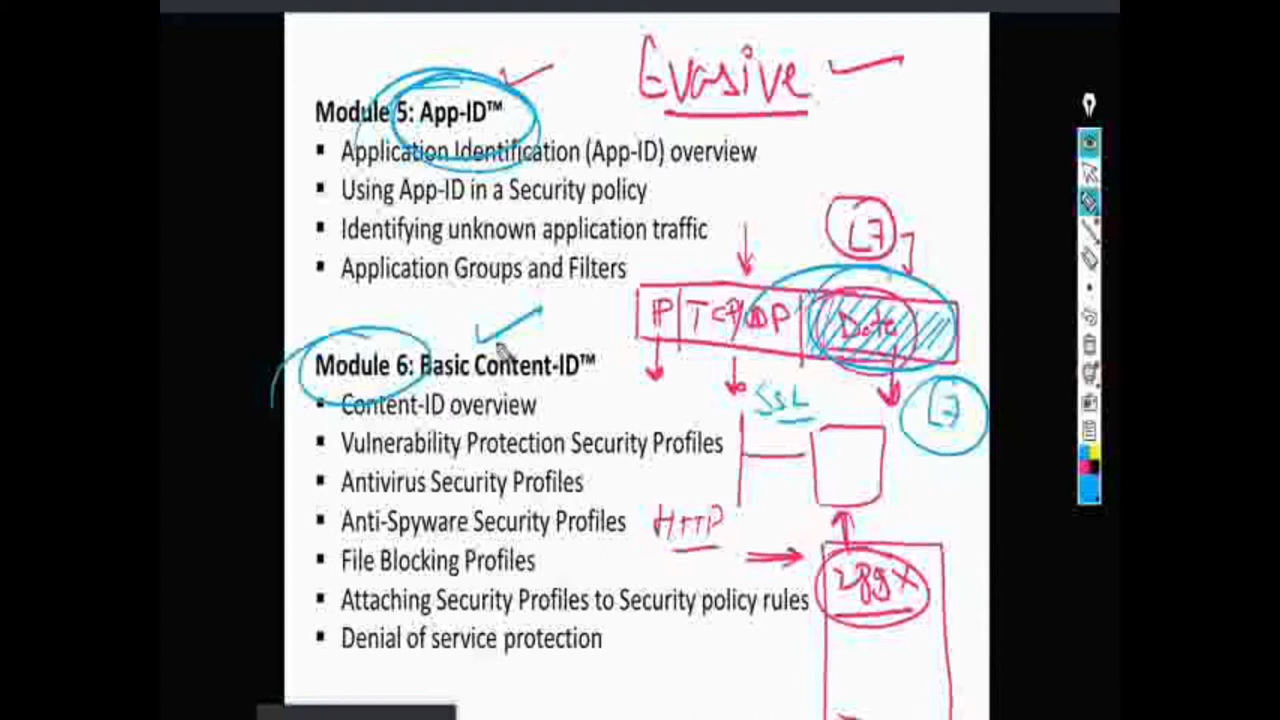 Evasive
Module 5: App-ID™
▪ Application Identification (App-ID) overview
▪ Using App-ID in a Security policy
▪ Identifying unknown application traffic
▪ Application Groups and Filters
L7
IP TCP/UDP Data
Module 6: Basic Content-ID™
SSL
L7
▪ Content-ID overview
▪ Vulnerability Protection Security Profiles
▪ Antivirus Security Profiles
▪ Anti-Spyware Security Profiles
HTTP
▪ File Blocking Profiles
▪ Attaching Security Profiles to Security policy rules
▪ Denial of service protection